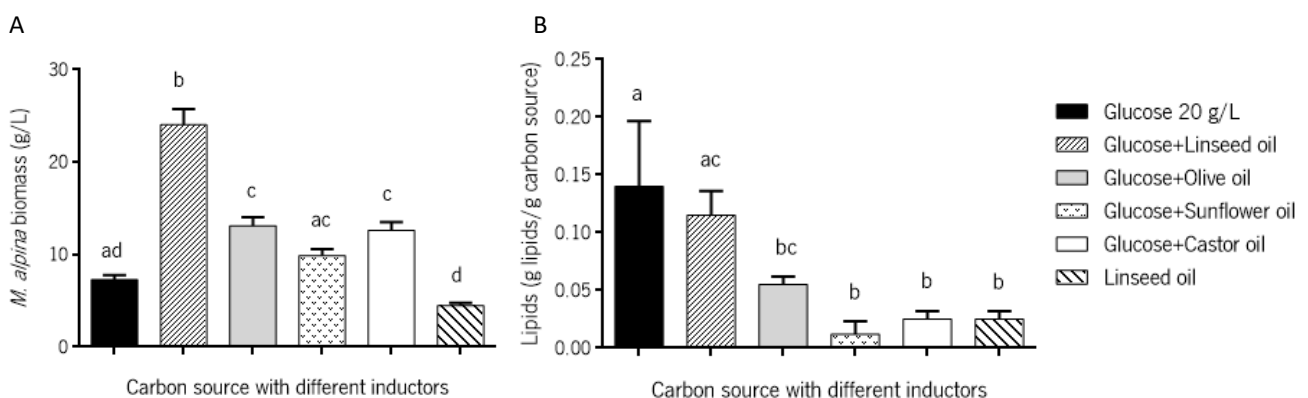 A
B
M. alpina biomass (g/L)
30
20
10
0
ad
b
c
ac
c
d
Carbon source with different inductors
Lipids (g lipids/g carbon source)
0.25
0.20
0.15
0.10
0.05
0.00
a
ac
bc
b
b
b
Carbon source with different inductors
Glucose 20 g/L
Glucose+Linseed oil
Glucose+Olive oil
Glucose+Sunflower oil
Glucose+Castor oil
Linseed oil